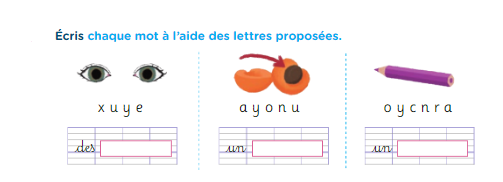 Écris chaque mot à l'aide des lettres proposées.
x u y e
a y o n u
o y c n r a
des
un
un